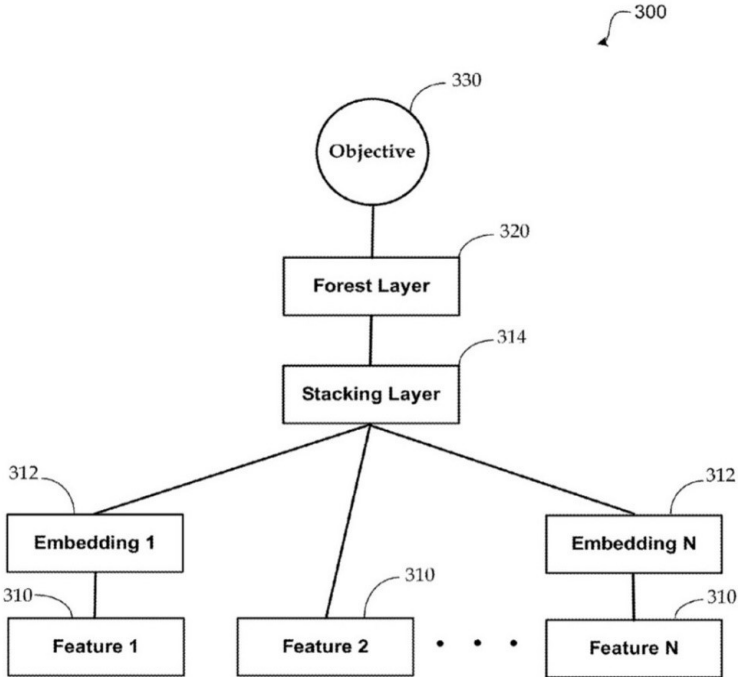 300
330
Objective
320
Forest Layer
314
Stacking Layer
312
312
Embedding 1
Embedding N
310
310
310
Feature 1
Feature 2
Feature N